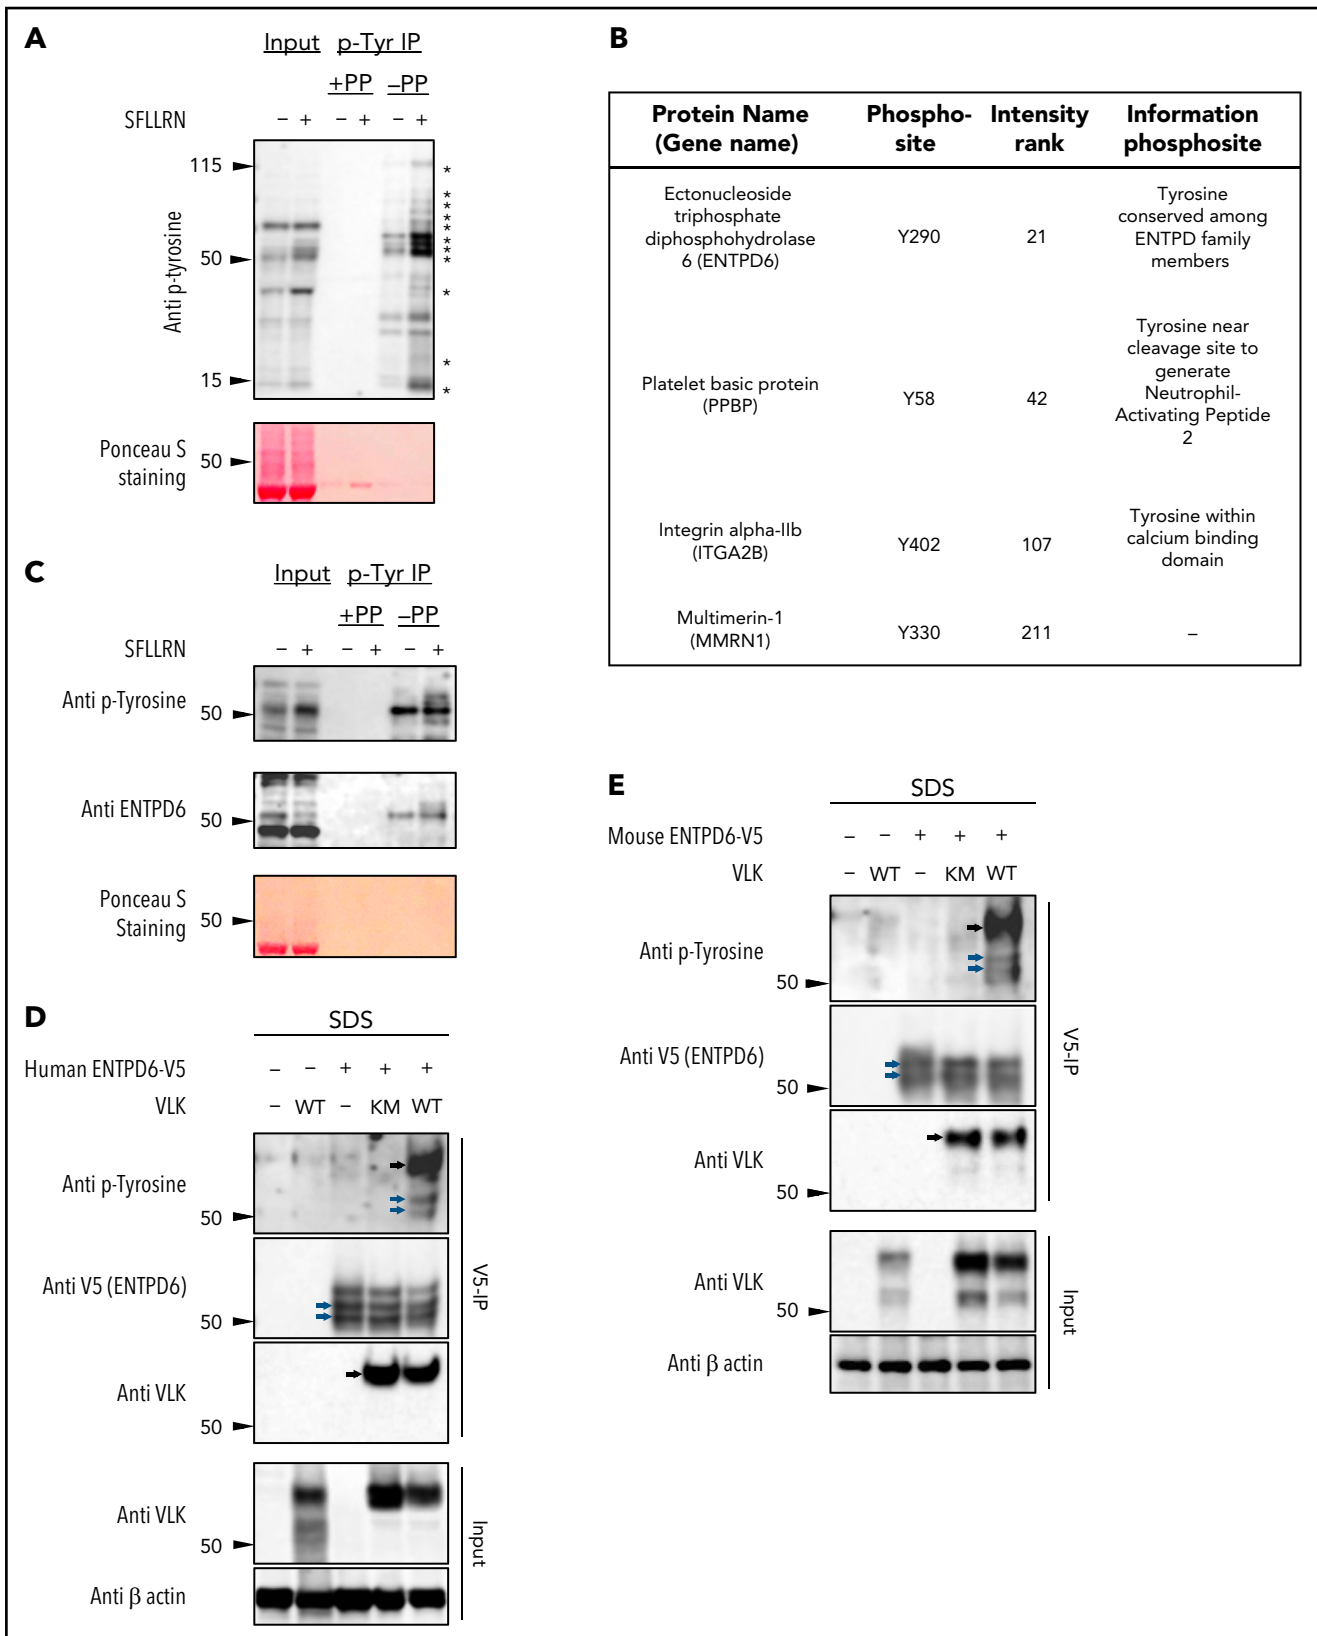 A
Input p-Tyr IP
+PP –PP
SFLLRN – + – + – +
115
50
15
Anti p-tyrosine
*
*
*
*
*
*
*
*
*
*
Ponceau S
staining
50
B
Protein Name
(Gene name)
Phospho-
site
Intensity
rank
Information
phosphosite
Ectonucleoside
triphosphate
diphosphohydrolase
6 (ENTPD6)
Y290
21
Tyrosine
conserved among
ENTPD family
members
Platelet basic protein
(PPBP)
Y58
42
Tyrosine near
cleavage site to
generate
Neutrophil-
Activating Peptide
2
Integrin alpha-IIb
(ITGA2B)
Y402
107
Tyrosine within
calcium binding
domain
Multimerin-1
(MMRN1)
Y330
211
–
C
Input p-Tyr IP
+PP –PP
SFLLRN – + – + – +
Anti p-Tyrosine
50
Anti ENTPD6
50
Ponceau S
Staining
50
D
SDS
Human ENTPD6-V5 – – + + +
VLK – WT – KM WT
Anti p-Tyrosine
50
Anti V5 (ENTPD6)
50
Anti VLK
50
V5-IP
Anti VLK
50
Anti β actin
Input
E
SDS
Mouse ENTPD6-V5 – – + + +
VLK – WT – KM WT
Anti p-Tyrosine
50
Anti V5 (ENTPD6)
50
Anti VLK
50
V5-IP
Anti VLK
50
Anti β actin
Input